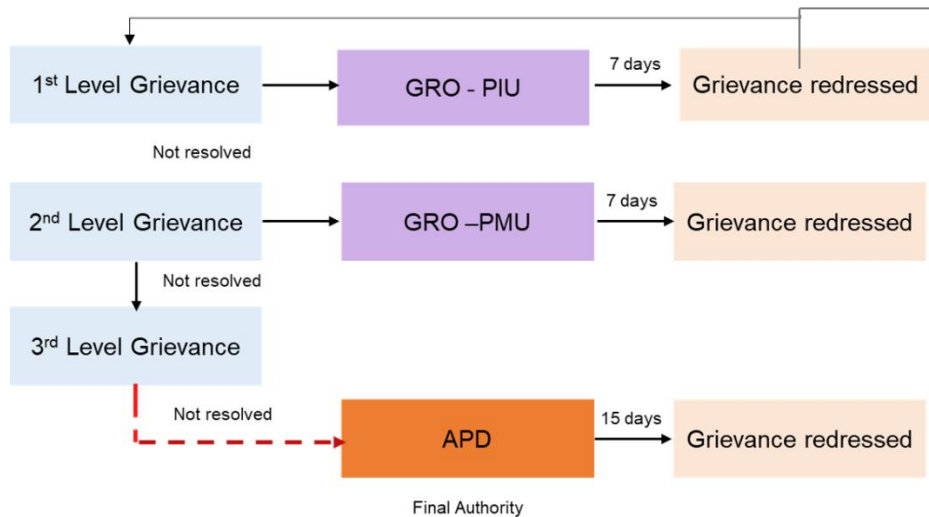 7 days
1st Level Grievance
GRO - PIU
Grievance redressed
Not resolved
7 days
2nd Level Grievance
GRO –PMU
Grievance redressed
Not resolved
3rd Level Grievance
Not resolved
APD
15 days
Grievance redressed
Final Authority